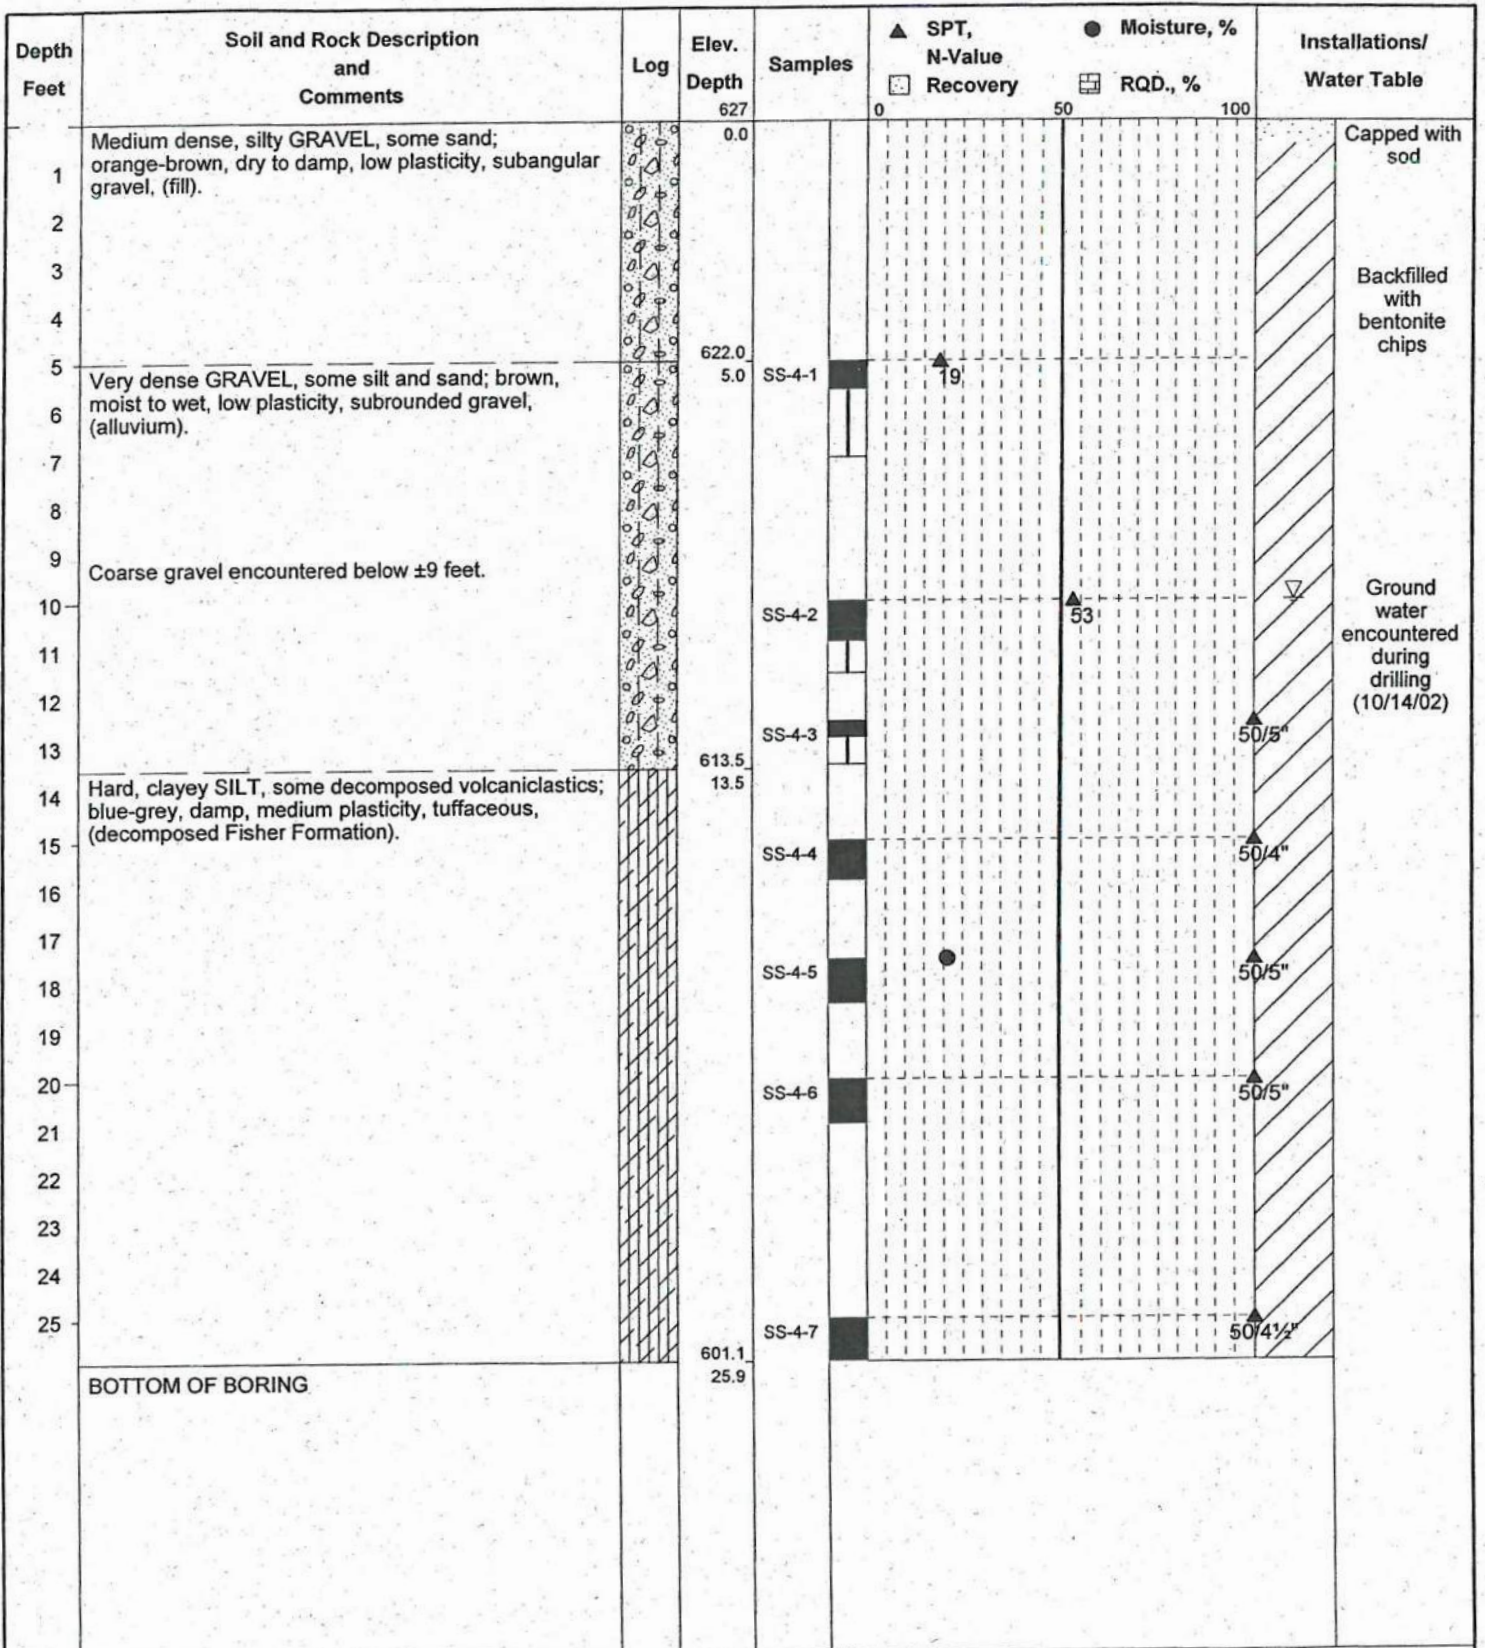 Depth
Feet
Soil and Rock Description
and
Comments
Log
Elev.
Depth
627
Samples
SPT,
N-Value
Moisture, %
Recovery
RQD., %
0 50 100
Installations/
Water Table
0.0
Medium dense, silty GRAVEL, some sand;
orange-brown, dry to damp, low plasticity, subangular
gravel, (fill).
Capped with
sod
1
2
3
4
Backfilled
with
bentonite
chips
5
622.0
5.0
SS-4-1
19
Very dense GRAVEL, some silt and sand; brown,
moist to wet, low plasticity, subrounded gravel,
(alluvium).
6
7
8
9
Coarse gravel encountered below ±9 feet.
10
SS-4-2
53
Ground
water
encountered
during
drilling
(10/14/02)
11
12
SS-4-3
50/5"
13
613.5
13.5
Hard, clayey SILT, some decomposed volcaniclastics;
blue-grey, damp, medium plasticity, tuffaceous,
(decomposed Fisher Formation).
14
15
SS-4-4
50/4"
16
17
SS-4-5
50/5"
18
19
20
SS-4-6
50/5"
21
22
23
24
25
SS-4-7
50/4½"
601.1
25.9
BOTTOM OF BORING